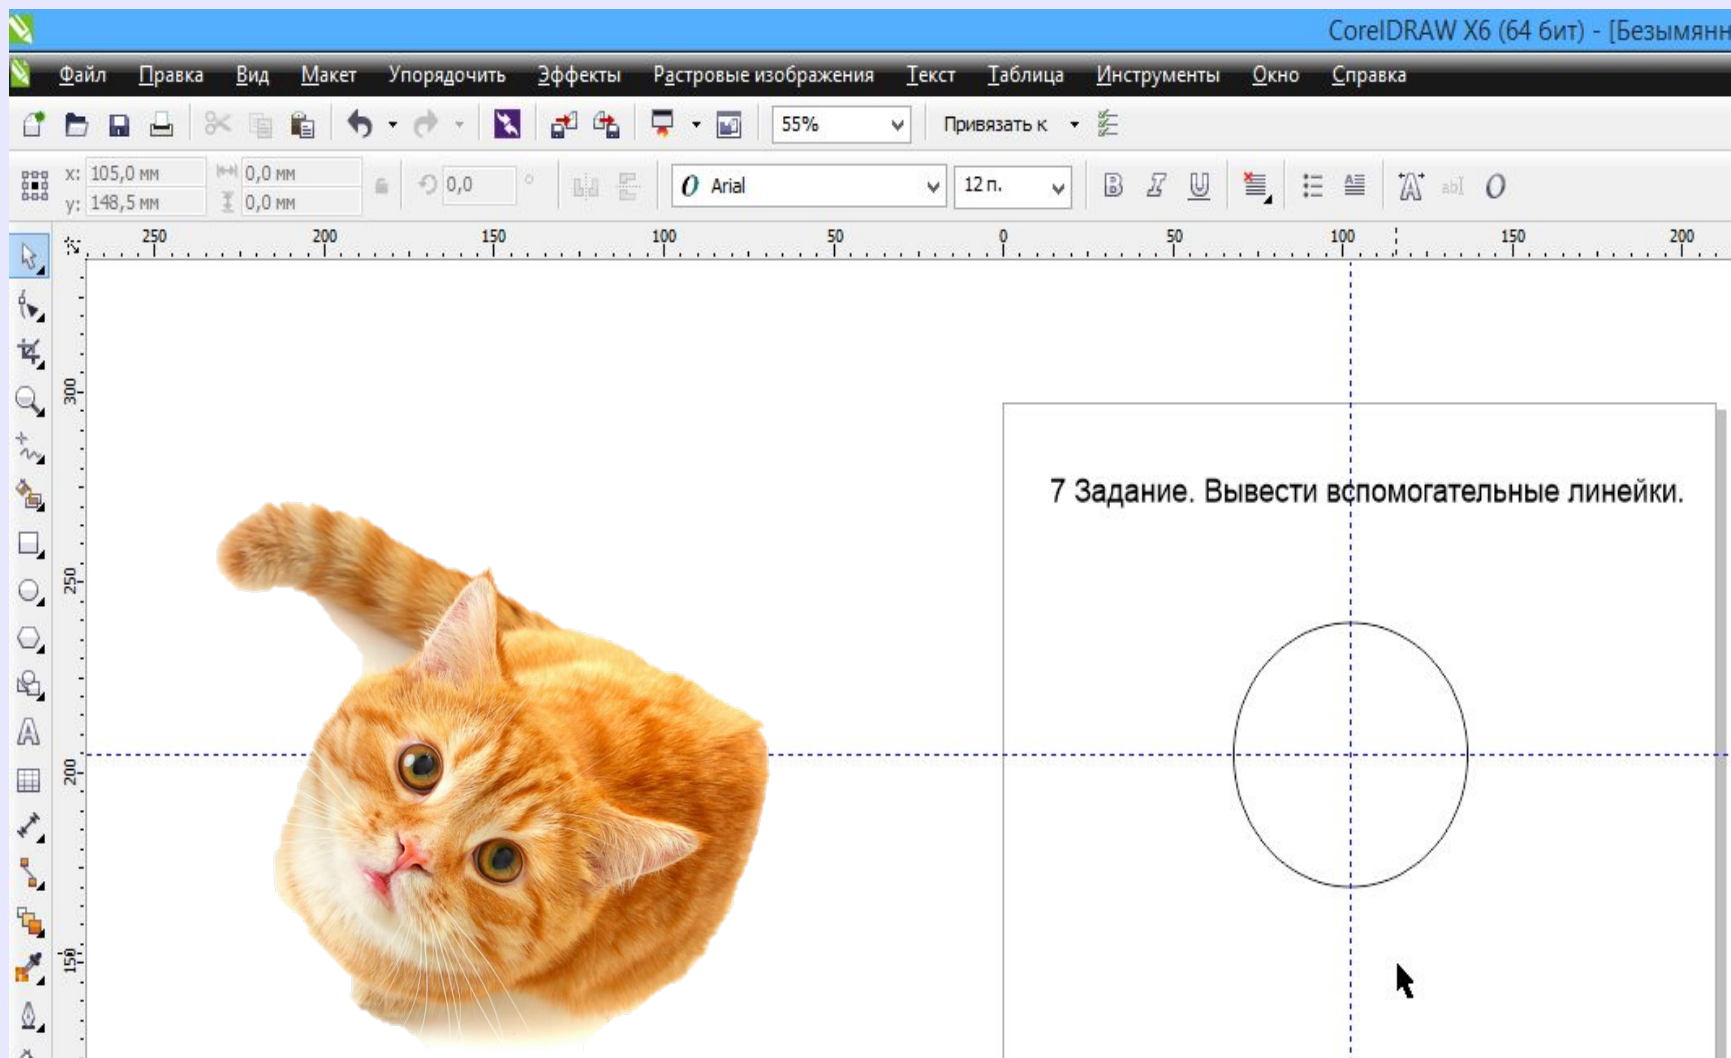 CorelDRAW X6 (64 бит) - [Безымянн
Файл Правка Вид Макет Упорядочить Эффекты Растровые изображения Текст Таблица Инструменты Окно Справка
55% Привязать к
x: 105,0 мм 0,0 мм 0,0 ° Arial 12 п. B I U A abI O
y: 148,5 мм 0,0 мм
250 200 150 100 50 0 50 100 150 200
300
7 Задание. Вывести вспомогательные линейки.
250
200
150